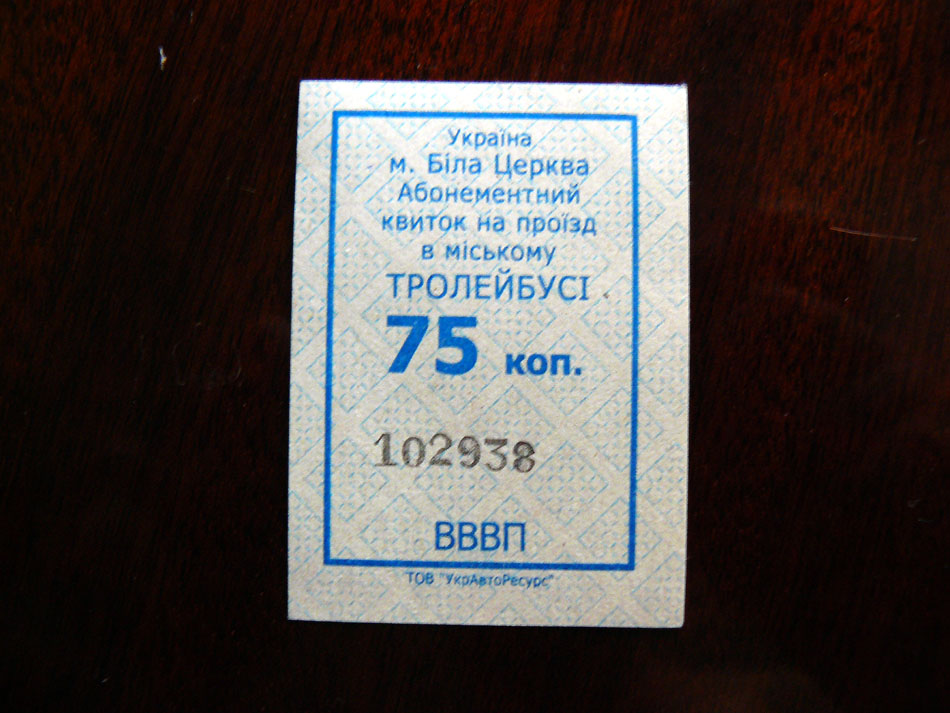 Україна
м. Біла Церква
Абонементний
квиток на проїзд
в міському
ТРОЛЕЙБУСІ
75 коп.
102938
ВВВП
ТОВ "УкрАвтоРесурс"